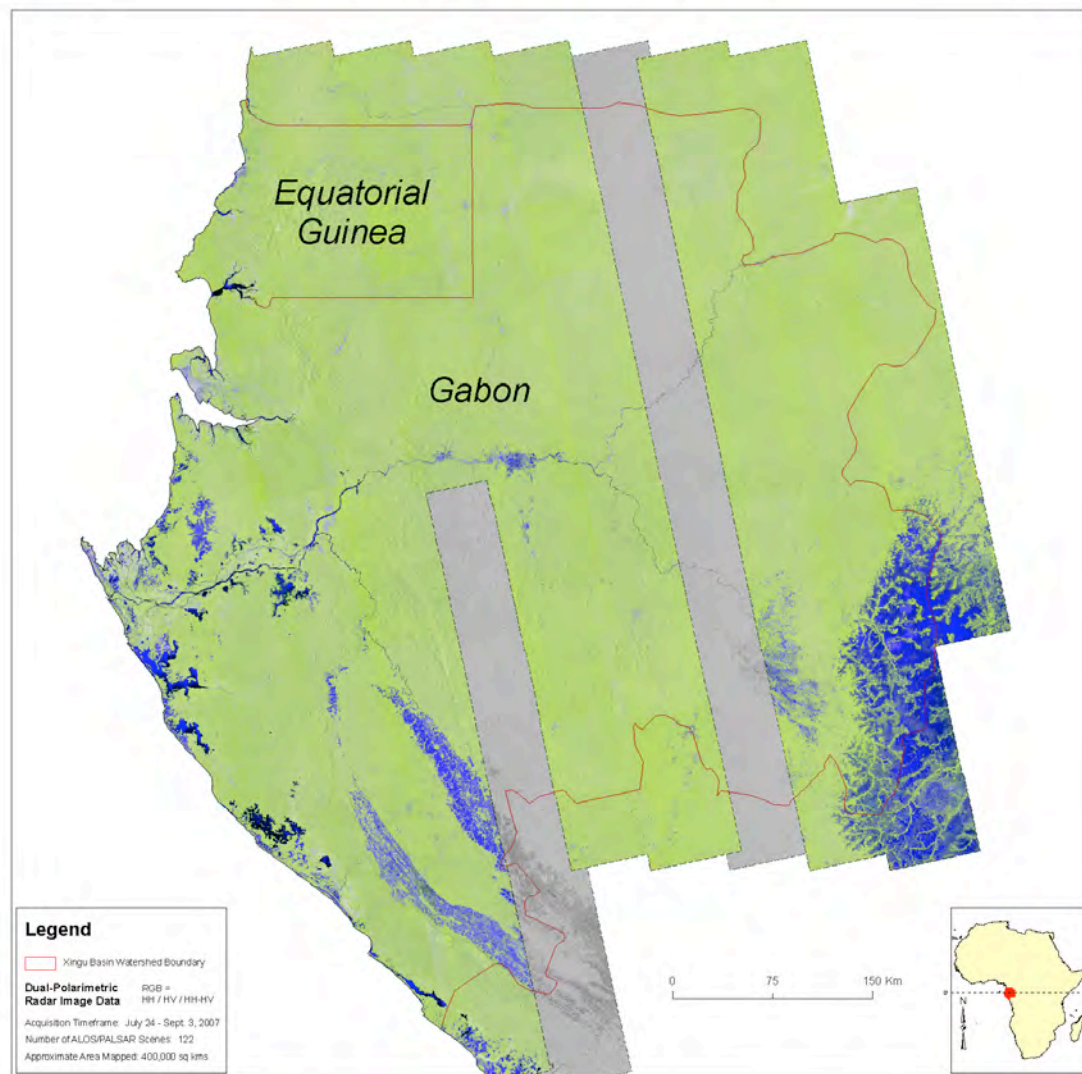 Equatorial
Guinea
Gabon
Legend
Xingu Basin Watershed Boundary
Dual-Polarimetric RGB =
Radar Image Data HH / HV / HH-HV
Acquisition Timeframe: July 24 - Sept. 3, 2007
Number of ALOS/PALSAR Scenes: 122
Approximate Area Mapped: 400,000 sq kms
0 75 150 Km
0°
N